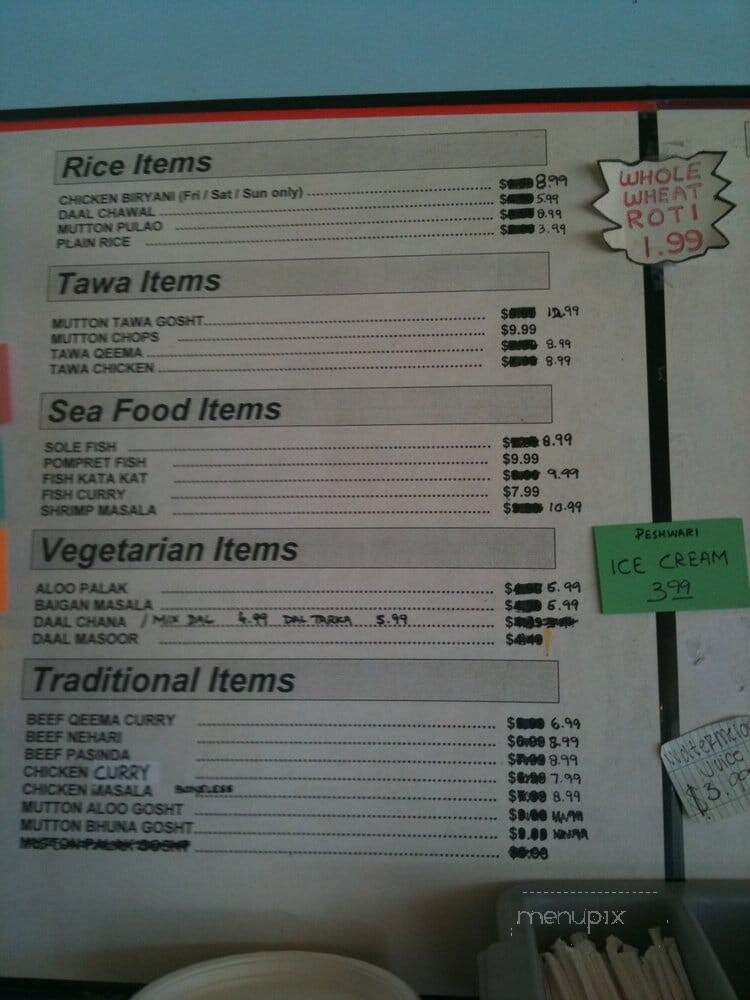 Rice Items
CHICKEN BIRYANI (Fri / Sat / Sun only) $ 8.99
DAAL CHAWAL $ 5.99
MUTTON PULAO $ 8.99
PLAIN RICE $ 3.99
WHOLE
WHEAT
ROTI
1.99
Tawa Items
MUTTON TAWA GOSHT $ 12.99
MUTTON CHOPS $9.99
TAWA QEEMA $ 8.99
TAWA CHICKEN $ 8.99
Sea Food Items
SOLE FISH $ 8.99
POMPRET FISH $9.99
FISH KATA KAT $ 9.99
FISH CURRY $7.99
SHRIMP MASALA $ 10.99
PESHWARI
ICE CREAM
3.99
Vegetarian Items
ALOO PALAK $ 5.99
BAIGAN MASALA $ 5.99
DAAL CHANA / MIX DAL 4.99 DAL TARKA 5.99 $
DAAL MASOOR $
Traditional Items
BEEF QEEMA CURRY $ 6.99
BEEF NEHARI $ 8.99
BEEF PASINDA $ 8.99
CHICKEN CURRY $ 7.99
CHICKEN MASALA BONELESS $ 8.99
MUTTON ALOO GOSHT $
MUTTON BHUNA GOSHT $
Juice
$3.99
menupix